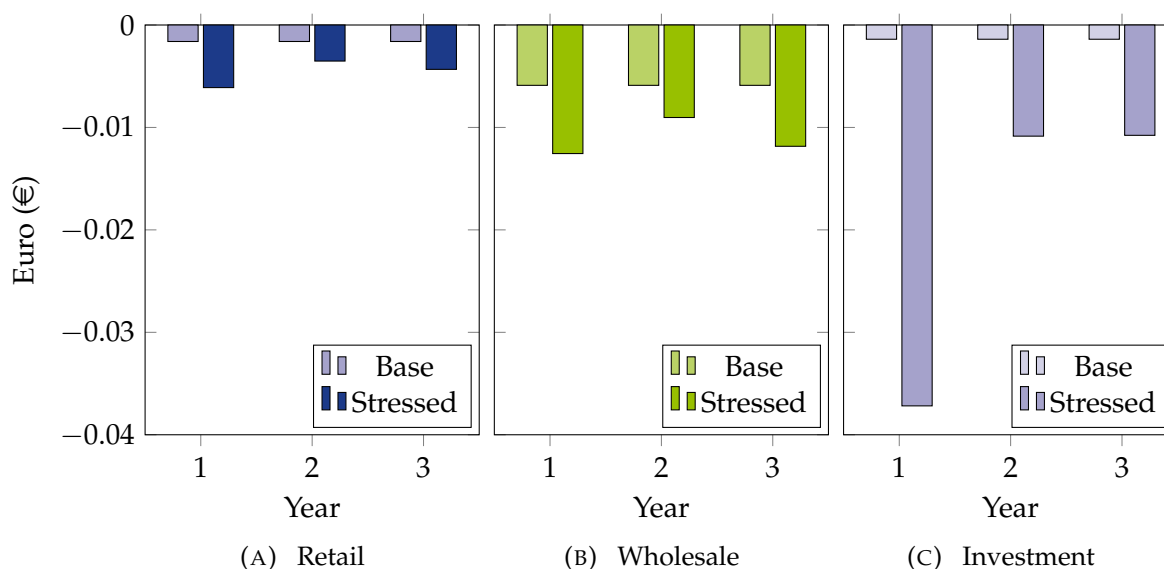 0
−0.01
−0.02
−0.03
−0.04
Euro (€)
Base
Stressed
1 2 3
Year
(A) Retail
Base
Stressed
1 2 3
Year
(B) Wholesale
Base
Stressed
1 2 3
Year
(C) Investment